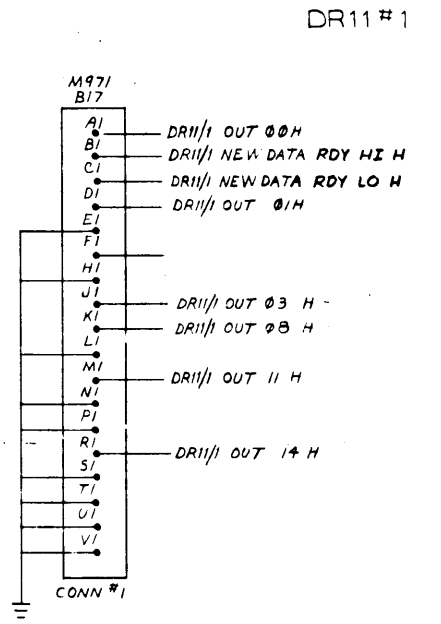 DR11 #1
M971
B17
A1
DR11/1 OUT 00H
B1
DR11/1 NEW DATA RDY HI H
C1
DR11/1 NEW DATA RDY LO H
D1
DR11/1 OUT 01H
E1
F1
H1
J1
DR11/1 OUT 03 H
K1
DR11/1 OUT 08 H
L1
M1
DR11/1 OUT 11 H
N1
P1
R1
DR11/1 OUT 14 H
S1
T1
U1
V1
CONN #1